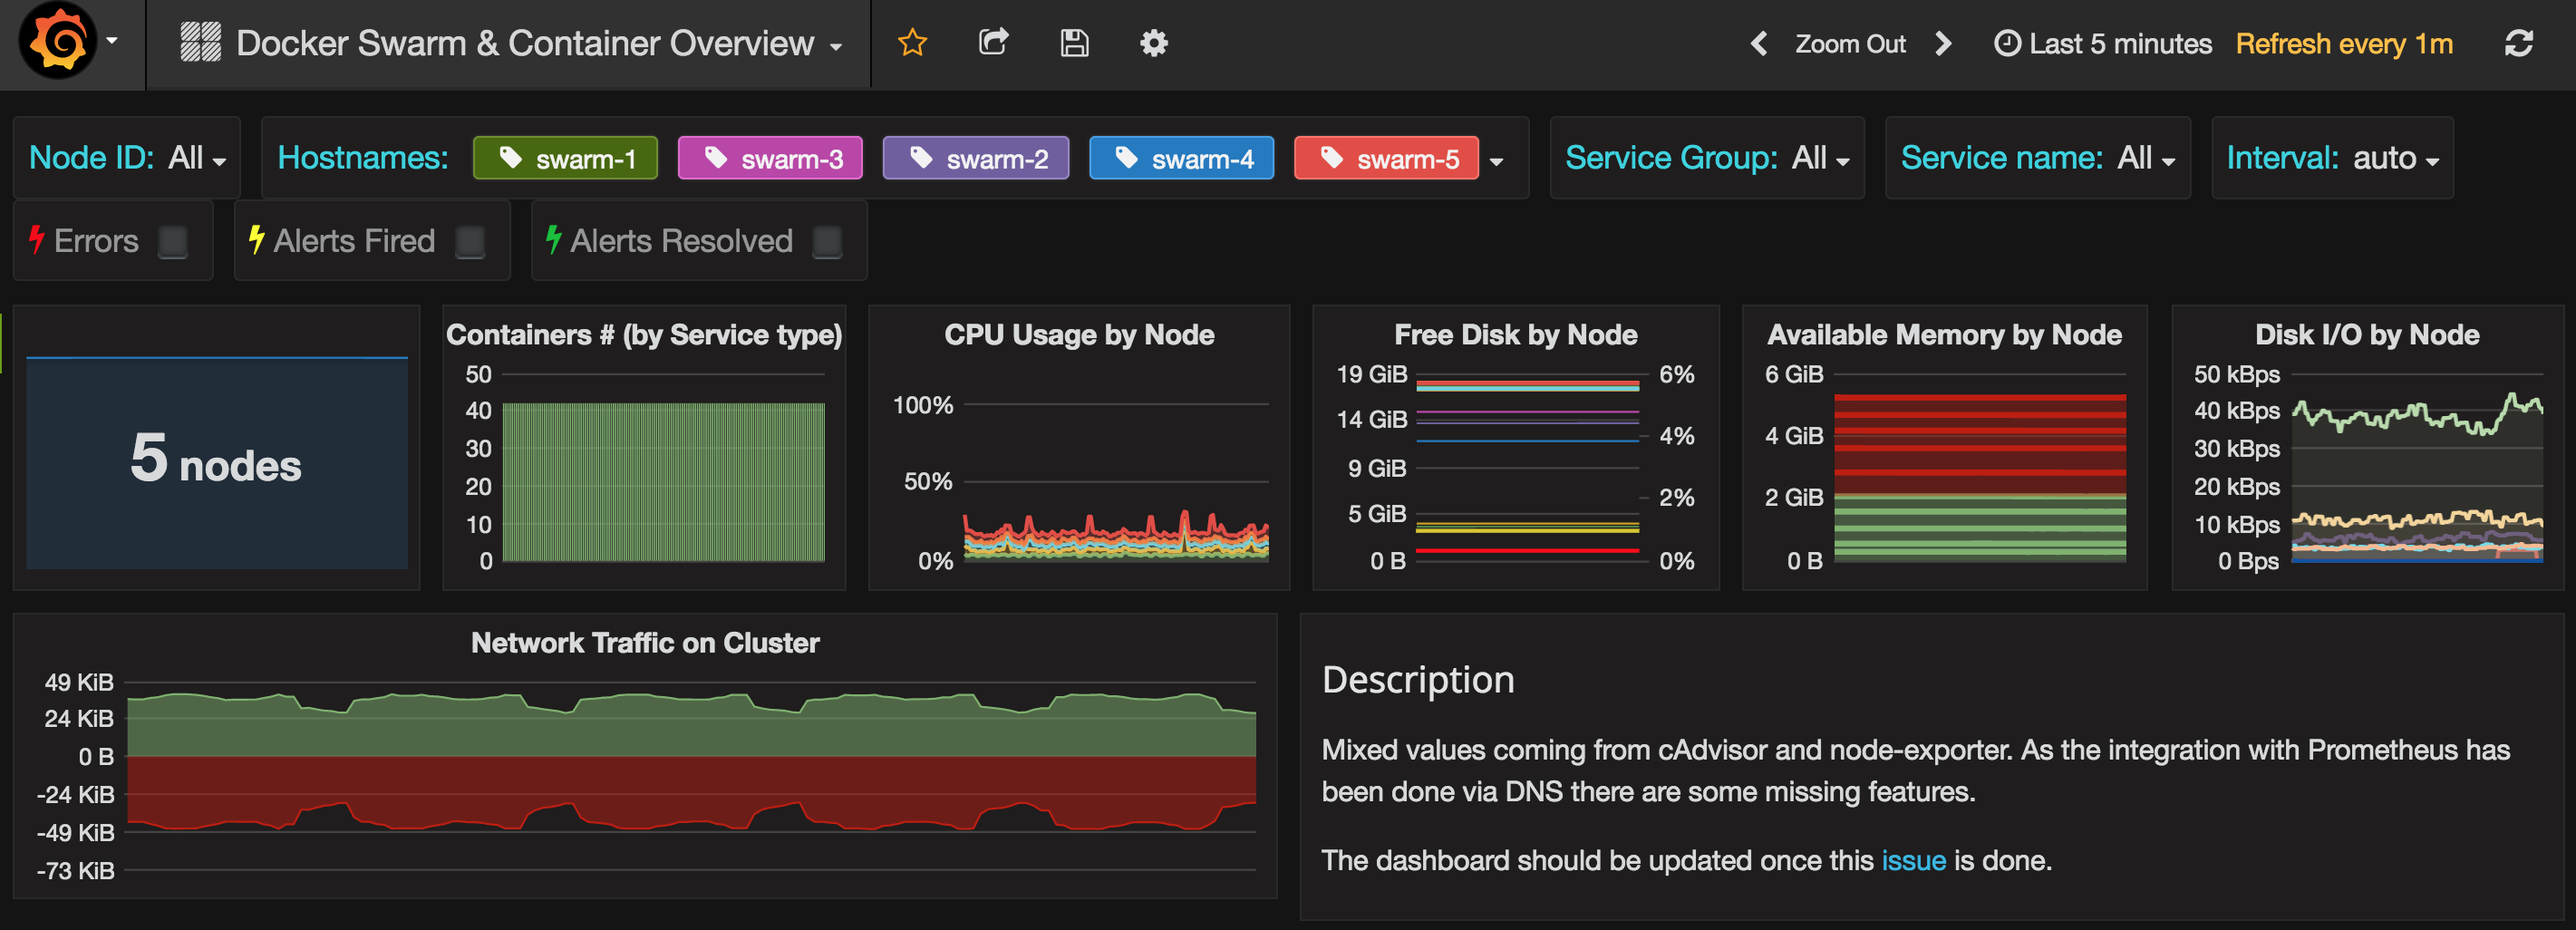 Docker Swarm & Container Overview
Zoom Out
Last 5 minutes
Refresh every 1m
Node ID: All
Hostnames: swarm-1 swarm-3 swarm-2 swarm-4 swarm-5
Service Group: All
Service name: All
Interval: auto
Errors
Alerts Fired
Alerts Resolved
5 nodes
Containers # (by Service type)
50
40
30
20
10
0
CPU Usage by Node
100%
50%
0%
Free Disk by Node
19 GiB
14 GiB
9 GiB
5 GiB
0 B
6%
4%
2%
0%
Available Memory by Node
6 GiB
4 GiB
2 GiB
0 B
Disk I/O by Node
50 kBps
40 kBps
30 kBps
20 kBps
10 kBps
0 Bps
Network Traffic on Cluster
49 KiB
24 KiB
0 B
-24 KiB
-49 KiB
-73 KiB
Description
Mixed values coming from cAdvisor and node-exporter. As the integration with Prometheus has
been done via DNS there are some missing features.
The dashboard should be updated once this issue is done.